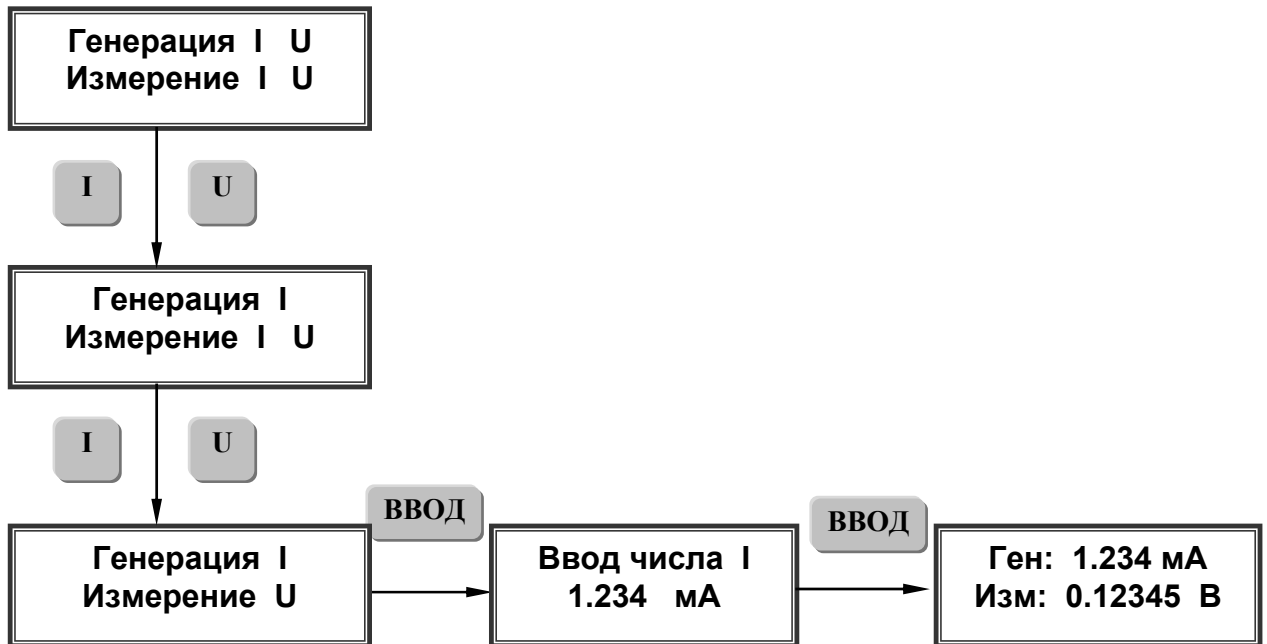 Генерация I U
Измерение I U
I U
Генерация I
Измерение I U
I U
ВВОД
ВВОД
Генерация I
Измерение U
Ввод числа I
1.234 мА
Ген: 1.234 мА
Изм: 0.12345 В